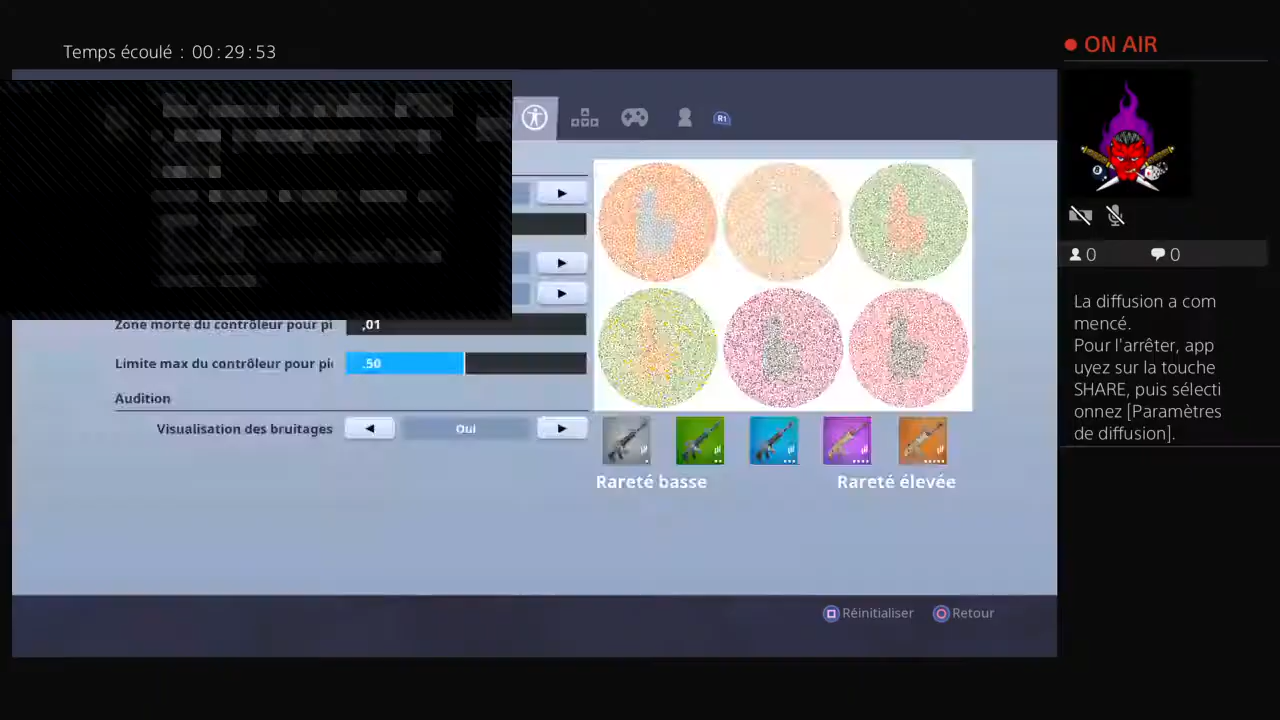 Temps écoulé : 00:29:53
ON AIR
R1
0 0
La diffusion a com
mencé.
Pour l'arrêter, app
uyez sur la touche
SHARE, puis sélecti
onnez [Paramètres
de diffusion].
Zone morte du contrôleur pour pi ,01
Limite max du contrôleur pour pi .50
Audition
Visualisation des bruitages Oui
Rareté basse Rareté élevée
Réinitialiser Retour